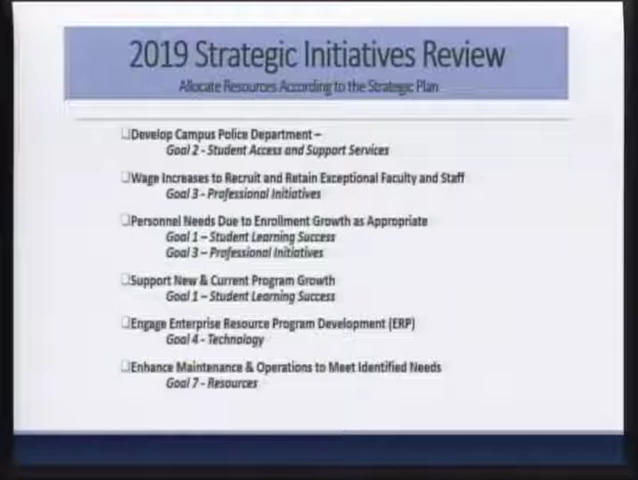 2019 Strategic Initiatives Review
Allocate Resources According to the Strategic Plan
Develop Campus Police Department –
Goal 2 - Student Access and Support Services
Wage Increases to Recruit and Retain Exceptional Faculty and Staff
Goal 3 - Professional Initiatives
Personnel Needs Due to Enrollment Growth as Appropriate
Goal 1 – Student Learning Success
Goal 3 – Professional Initiatives
Support New & Current Program Growth
Goal 1 – Student Learning Success
Engage Enterprise Resource Program Development (ERP)
Goal 4 - Technology
Enhance Maintenance & Operations to Meet Identified Needs
Goal 7 - Resources